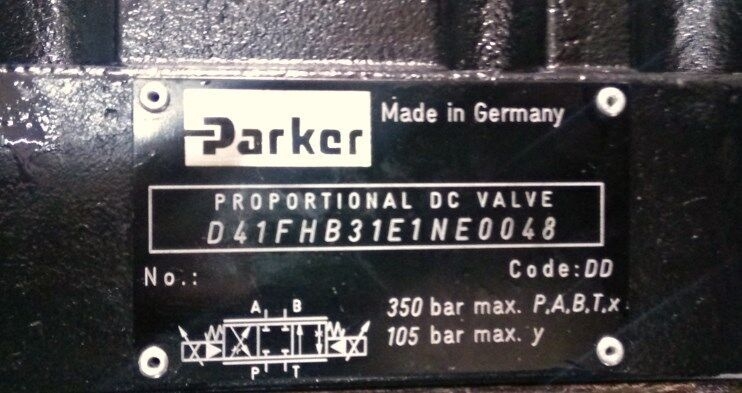 Parker
Made in Germany
PROPORTIONAL DC VALVE
D41FHB31E1NE0048
No.:
Code:DD
A B
350 bar max. P,A,B,T,x
105 bar max. y
P T